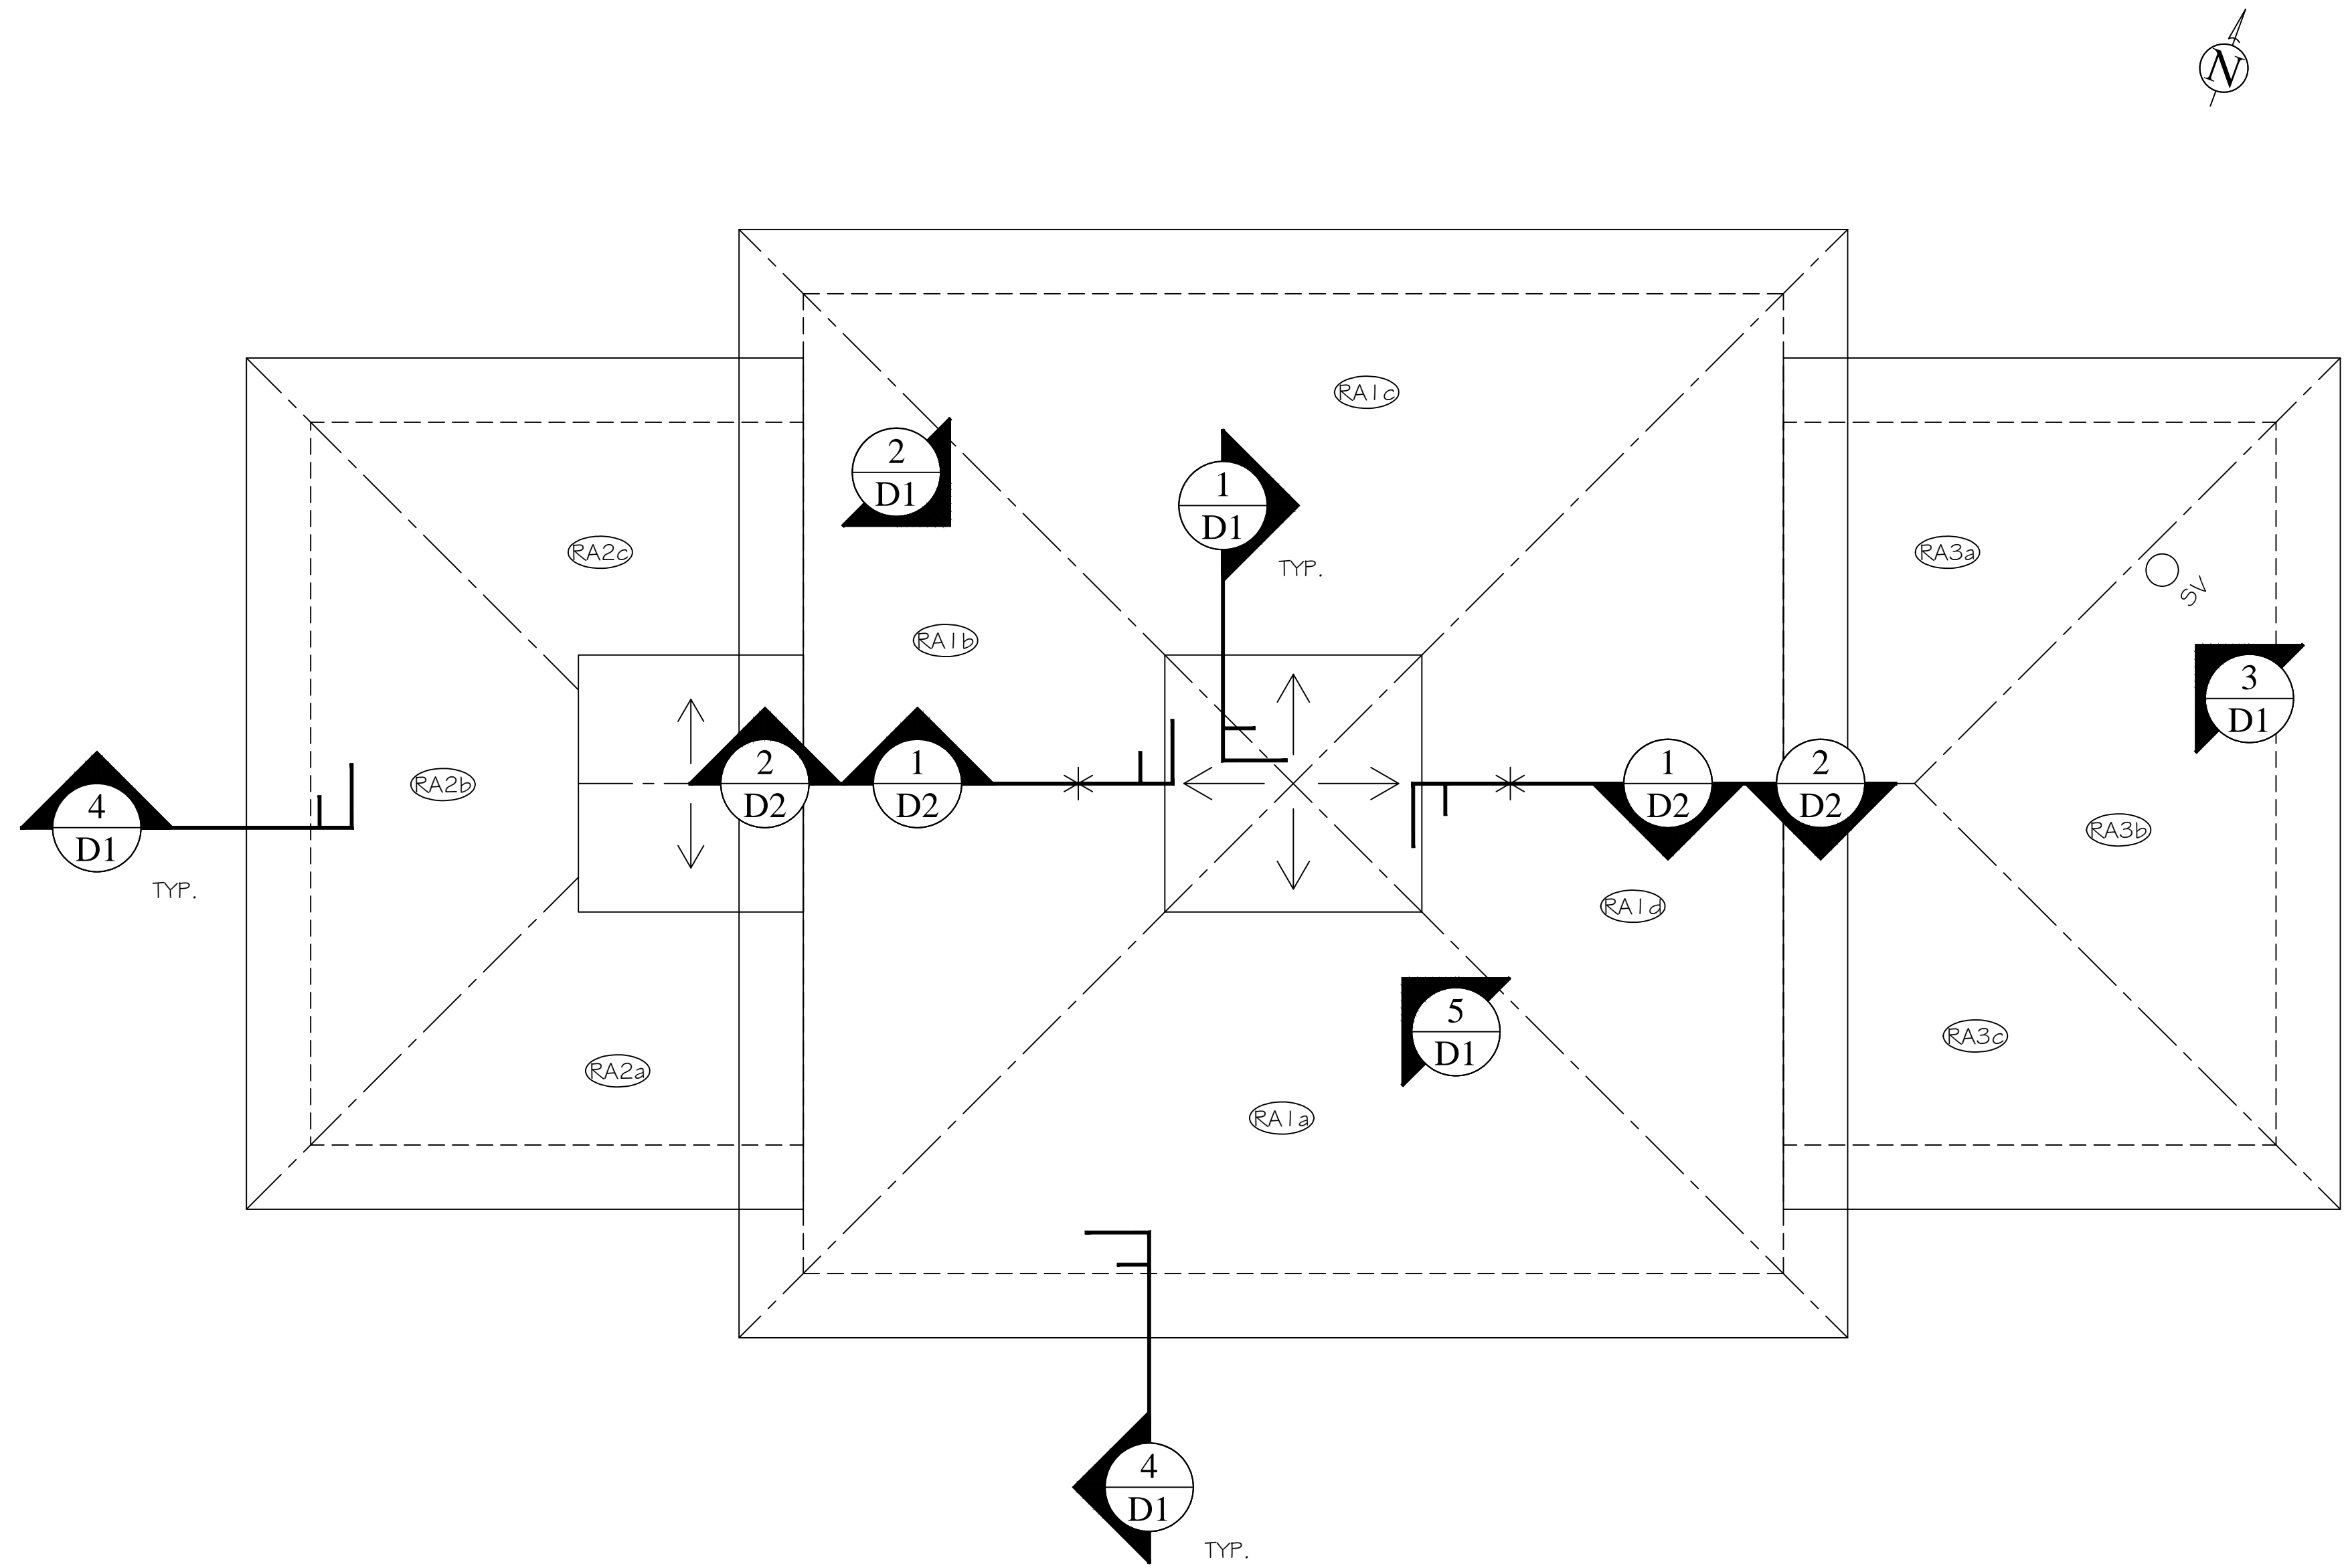 N
RA1c
2
D1
1
D1
TYP.
RA2c
RA3a
SV
RA1b
3
D1
2
D2
1
D2
1
D2
2
D2
RA2b
4
D1
TYP.
RA3b
RA1d
5
D1
RA3c
RA2a
RA1a
4
D1
TYP.